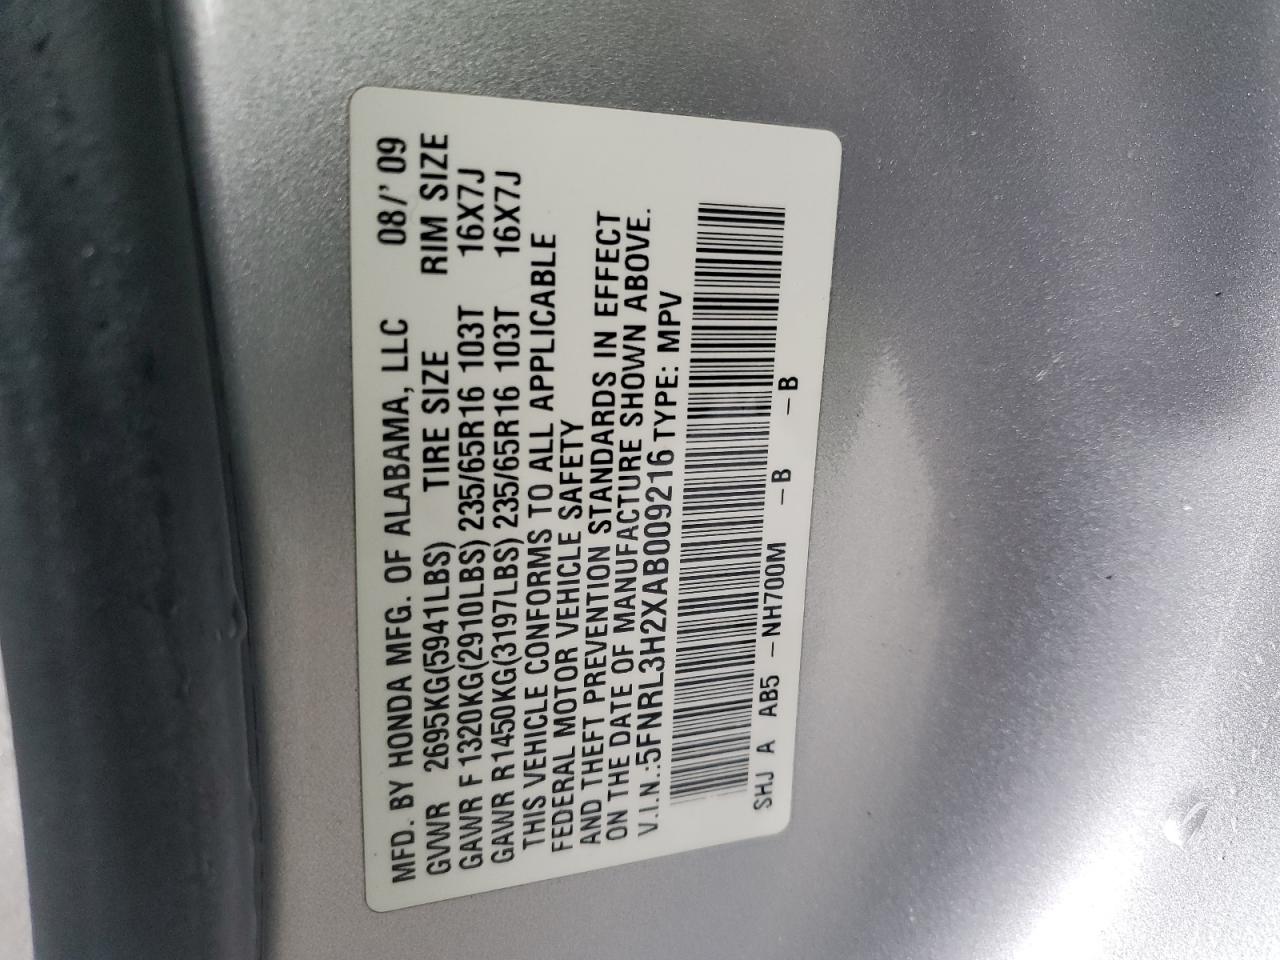 MFD. BY HONDA MFG. OF ALABAMA, LLC 08/' 09
GVWR 2695KG(5941LBS) TIRE SIZE RIM SIZE
GAWR F 1320KG(2910LBS) 235/65R16 103T 16X7J
GAWR R 1450KG(3197LBS) 235/65R16 103T 16X7J
THIS VEHICLE CONFORMS TO ALL APPLICABLE
FEDERAL MOTOR VEHICLE SAFETY
AND THEFT PREVENTION STANDARDS IN EFFECT
ON THE DATE OF MANUFACTURE SHOWN ABOVE.
V.I.N.:5FNRL3H2XAB009216 TYPE: MPV
SHJ A AB5 -NH700M -B -B